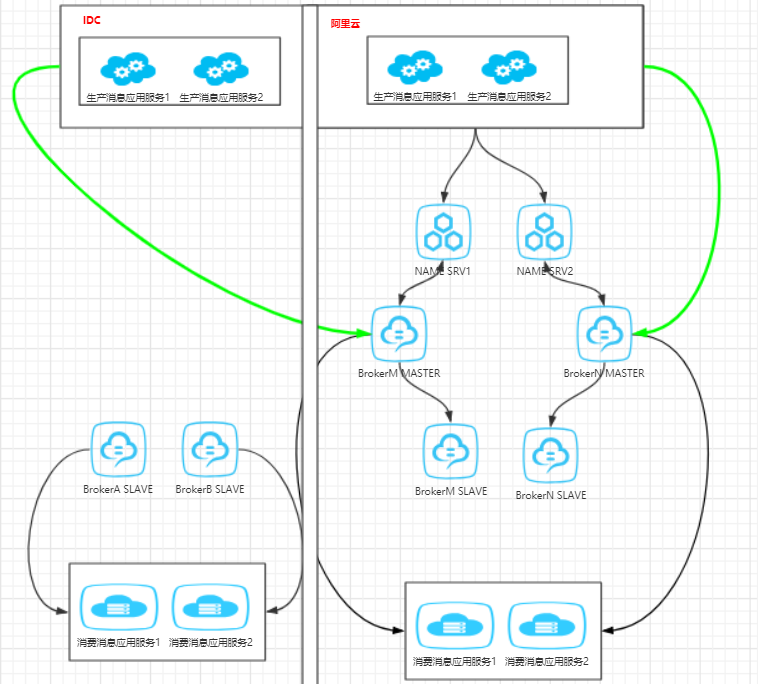 IDC
阿里云
生产消息应用服务1
生产消息应用服务2
生产消息应用服务1
生产消息应用服务2
NAME SRV1
NAME SRV2
BrokerM MASTER
BrokerN MASTER
BrokerA SLAVE
BrokerB SLAVE
BrokerM SLAVE
BrokerN SLAVE
消费消息应用服务1
消费消息应用服务2
消费消息应用服务1
消费消息应用服务2